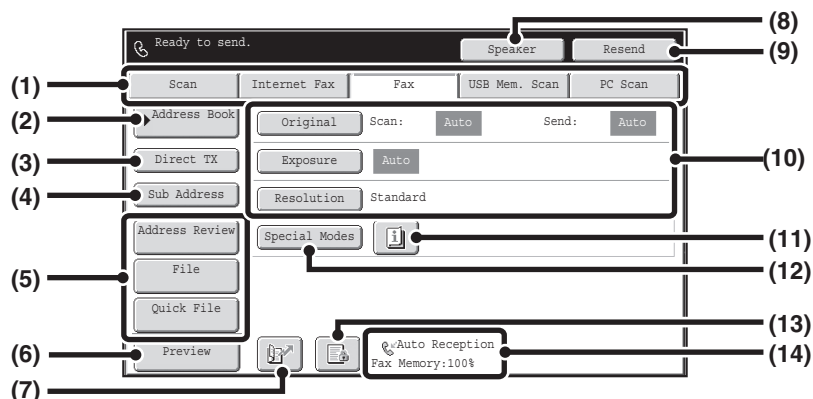 (8)
Ready to send.
Speaker
Resend
(9)
(1)
Scan
Internet Fax
Fax
USB Mem. Scan
PC Scan
(2)
Address Book
Original
Scan:
Auto
Send:
Auto
(3)
Direct TX
Exposure
Auto
(10)
(4)
Sub Address
Resolution
Standard
Address Review
Special Modes
i
(11)
(5)
File
(12)
Quick File
(13)
(6)
Preview
Auto Reception
Fax Memory:100%
(14)
(7)